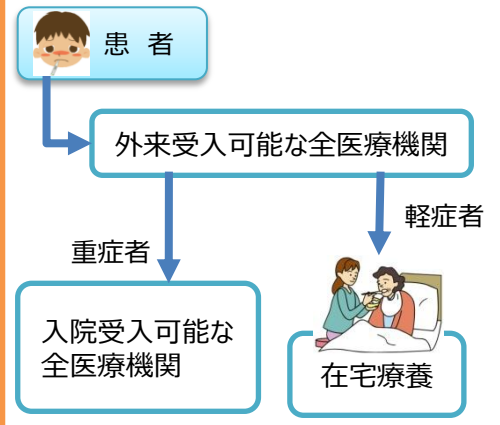 患 者
外来受入可能な全医療機関
軽症者
重症者
入院受入可能な
全医療機関
在宅療養